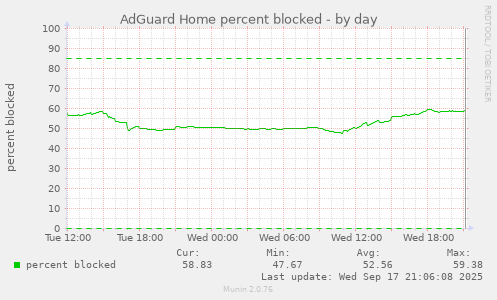 AdGuard Home percent blocked - by day
RRDTOOL / TOBI OETIKER
percent blocked
100
90
80
70
60
50
40
30
20
10
0
Tue 12:00 Tue 18:00 Wed 00:00 Wed 06:00 Wed 12:00 Wed 18:00
Cur: Min: Avg: Max:
percent blocked 58.83 47.67 52.56 59.38
Last update: Wed Sep 17 21:06:08 2025
Munin 2.0.76